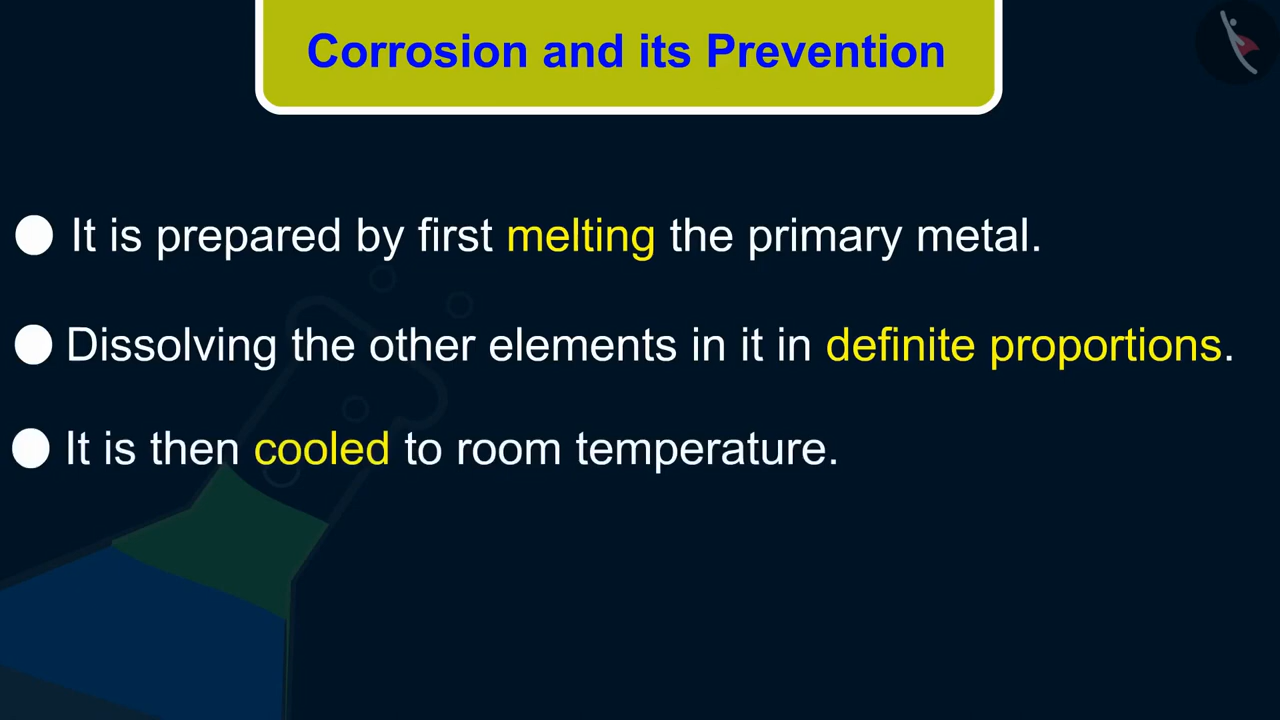 Corrosion and its Prevention
It is prepared by first melting the primary metal.
Dissolving the other elements in it in definite proportions.
It is then cooled to room temperature.